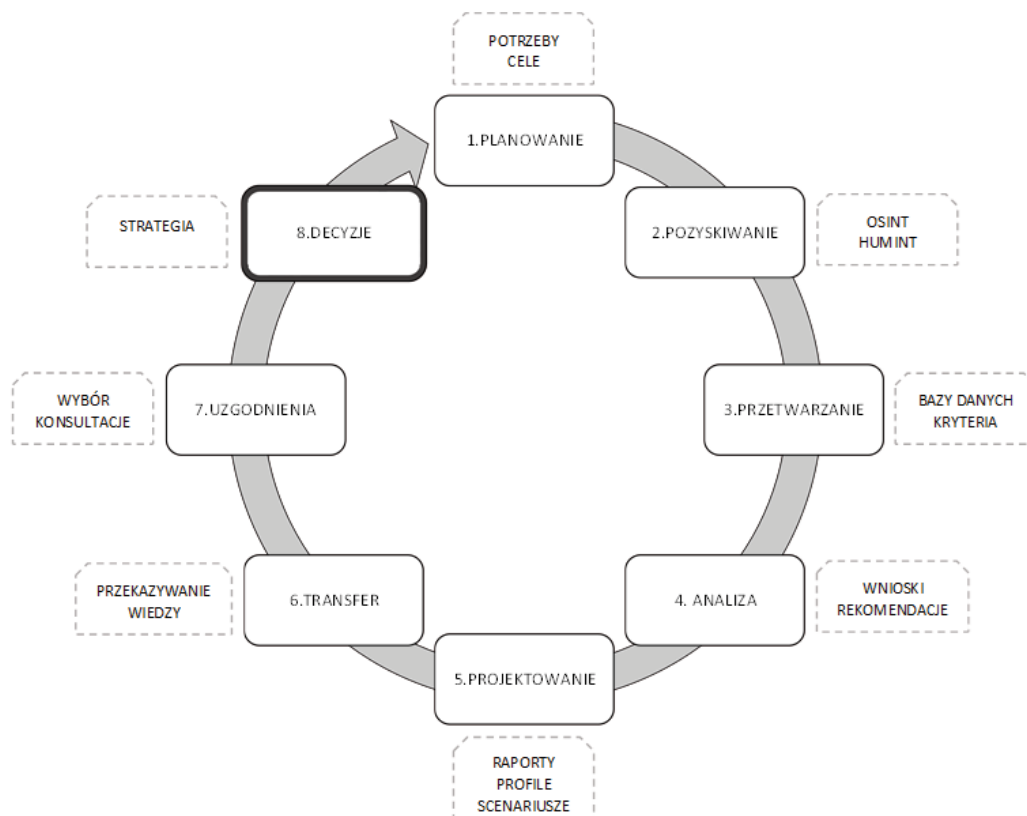 POTRZEBY
CELE
1.PLANOWANIE
2.POZYSKIWANIE
OSINT
HUMINT
3.PRZETWARZANIE
BAZY DANYCH
KRYTERIA
4. ANALIZA
WNIOSKI
REKOMENDACJE
5.PROJEKTOWANIE
RAPORTY
PROFILE
SCENARIUSZE
6.TRANSFER
PRZEKAZYWANIE
WIEDZY
7.UZGODNIENIA
WYBÓR
KONSULTACJE
8.DECYZJE
STRATEGIA